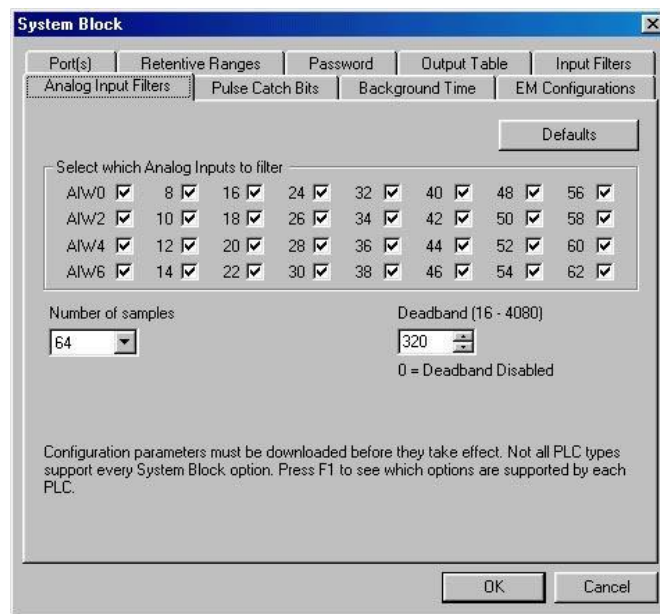 System Block
Port(s) Retentive Ranges Password Output Table Input Filters
Analog Input Filters Pulse Catch Bits Background Time EM Configurations
Defaults
Select which Analog Inputs to filter
AIW0 8 16 24 32 40 48 56
AIW2 10 18 26 34 42 50 58
AIW4 12 20 28 36 44 52 60
AIW6 14 22 30 38 46 54 62
Number of samples Deadband (16 - 4080)
64 320
0 = Deadband Disabled
Configuration parameters must be downloaded before they take effect. Not all PLC types
support every System Block option. Press F1 to see which options are supported by each
PLC.
OK Cancel